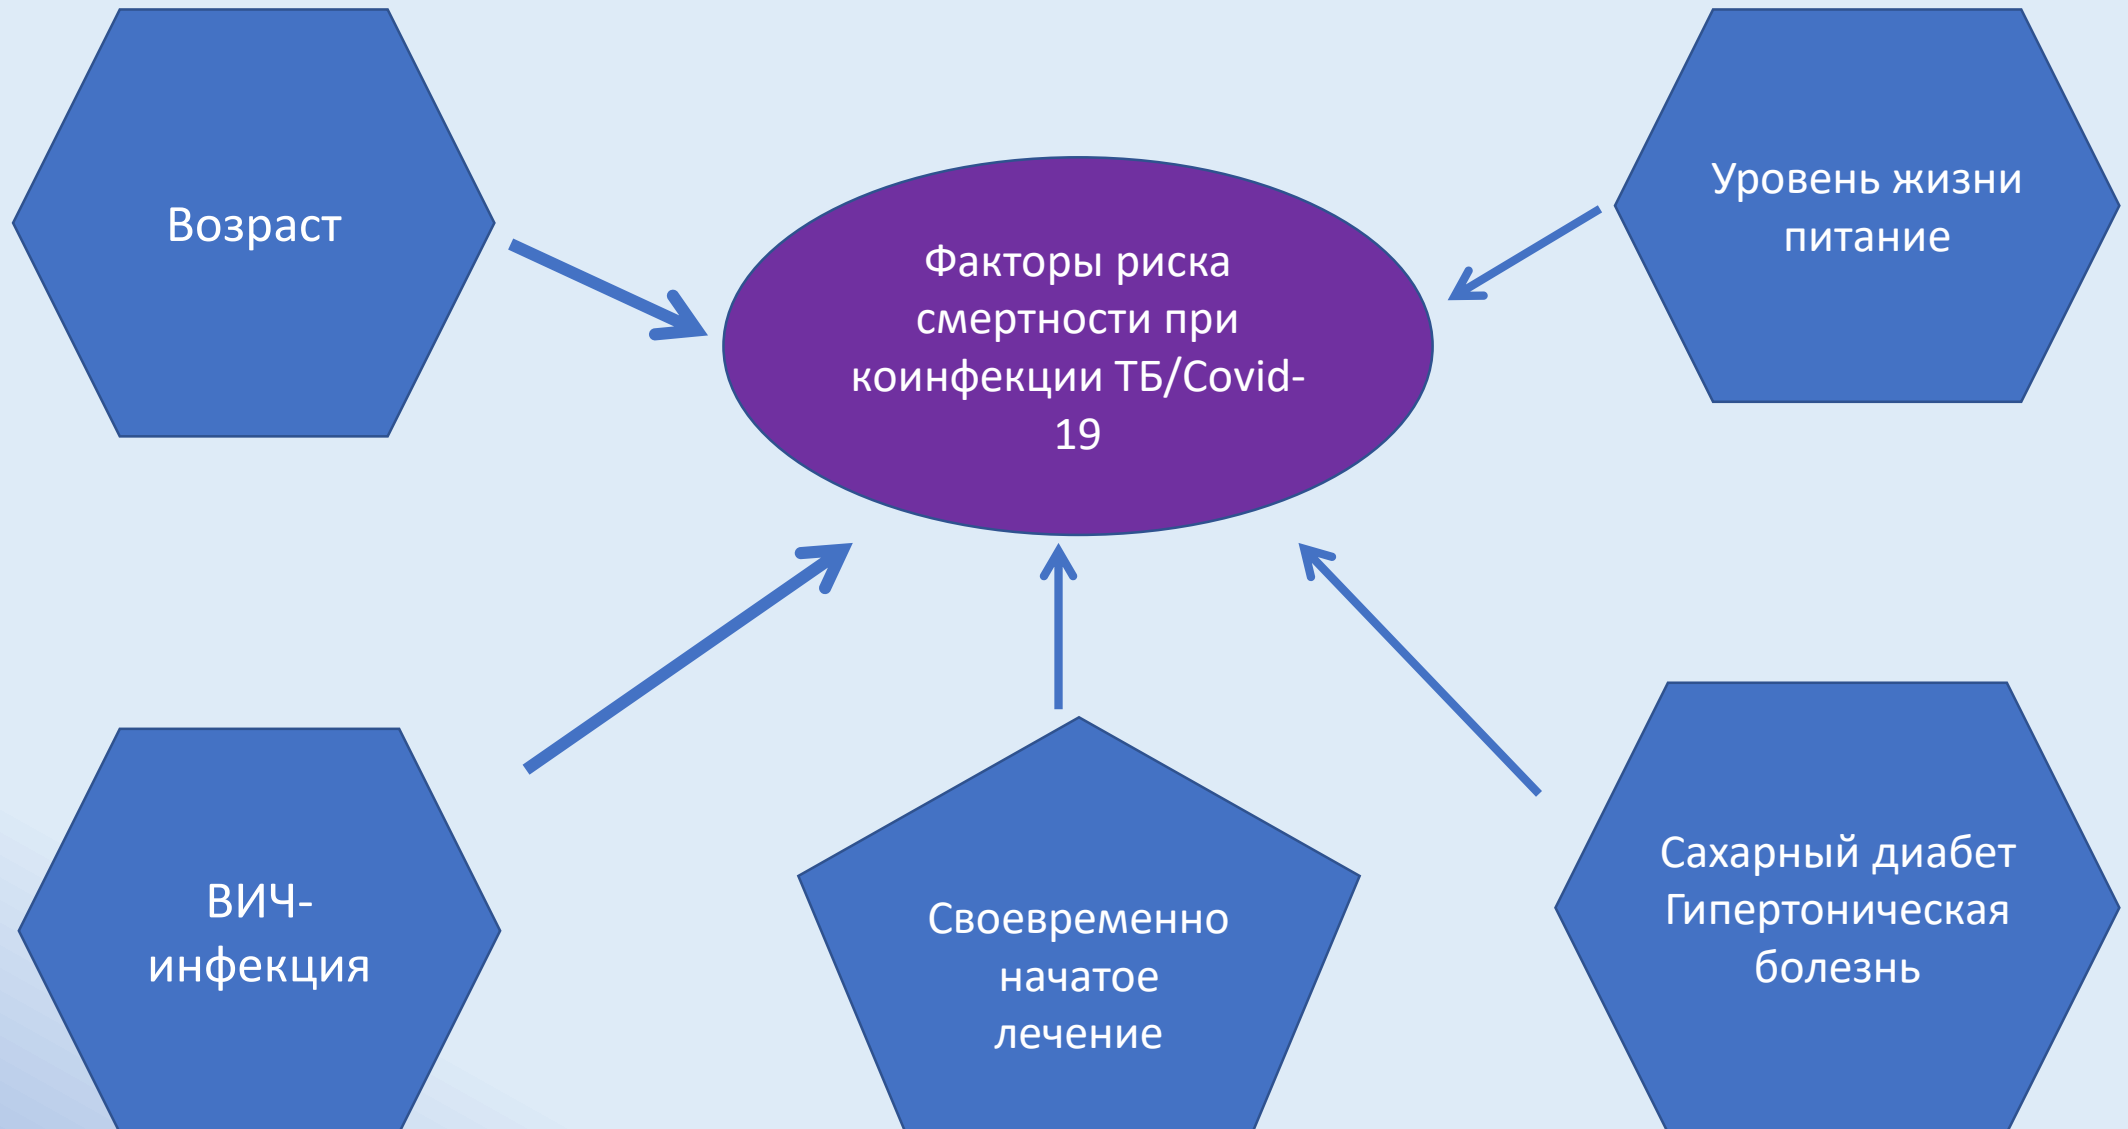 Возраст
Факторы риска
смертности при
коинфекции ТБ/Covid-
19
Уровень жизни
питание
ВИЧ-
инфекция
Своевременно
начатое
лечение
Сахарный диабет
Гипертоническая
болезнь